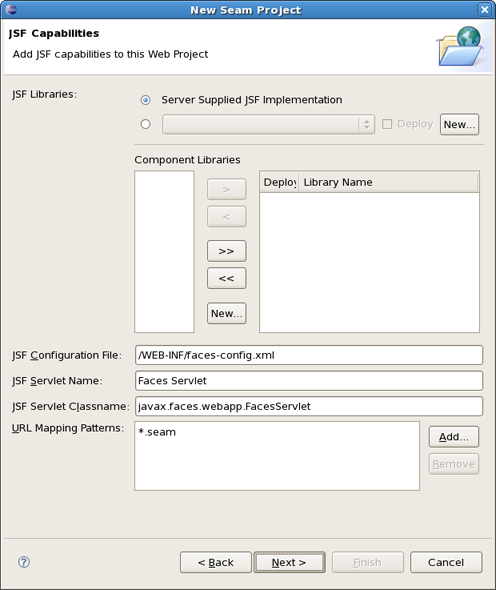 New Seam Project
JSF Capabilities
Add JSF capabilities to this Web Project
JSF Libraries:
Server Supplied JSF Implementation
Deploy
New...
Component Libraries
>
<
>>
<<
New...
Deploy Library Name
JSF Configuration File: /WEB-INF/faces-config.xml
JSF Servlet Name: Faces Servlet
JSF Servlet Classname: javax.faces.webapp.FacesServlet
URL Mapping Patterns: *.seam
Add...
Remove
? < Back Next > Finish Cancel